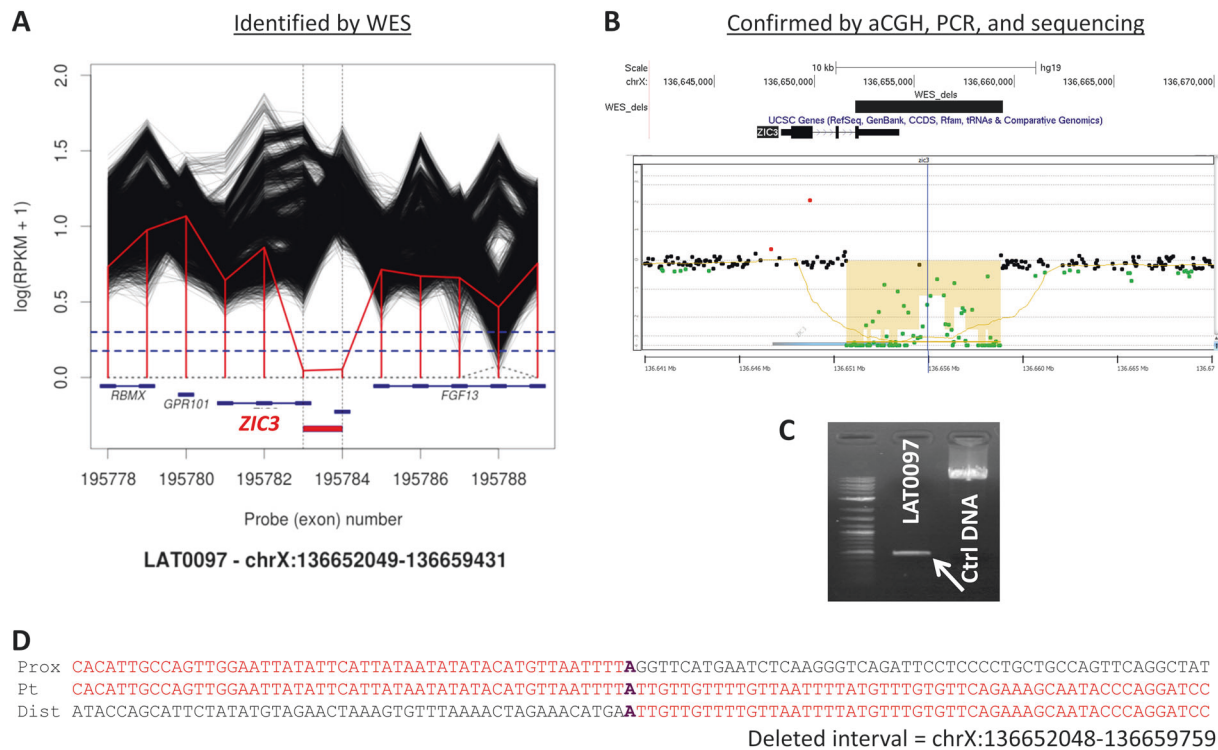 A
Identified by WES
2.0
1.5
1.0
0.5
0.0
log(RPKM + 1)
RBMX
GPR101
ZIC3
FGF13
195778 195780 195782 195784 195786 195788
Probe (exon) number
LAT0097 - chrX:136652049-136659431
B
Confirmed by aCGH, PCR, and sequencing
Scale 10 kb hg19
chrX: 136,645,000 136,650,000 136,655,000 136,660,000 136,665,000 136,670,000
WES_dels
WES_dels
UCSC Genes (RefSeq, GenBank, CCDS, Rfam, tRNAs & Comparative Genomics)
ZIC3
zic3
136.641 Mb 136.646 Mb 136.651 Mb 136.656 Mb 136.660 Mb 136.665 Mb 136.67
C
LAT0097
Ctrl DNA
D
Prox CACATTGCCAGTTGGAATTATATTCATTATAATATATACATGTTAATTTTAGGTTCATGAATCTCAAGGGTCAGATTCCTCCCCTGCTGCCAGTTCAGGCTAT
Pt CACATTGCCAGTTGGAATTATATTCATTATAATATATACATGTTAATTTTATTGTTGTTTTGTTAATTTTATGTTTGTGTTCAGAAAGCAATACCCAGGATCC
Dist ATACCAGCATTCTATATGTAGAACTAAAGTGTTTAAAACTAGAAACATGAATTGTTGTTTTGTTAATTTTATGTTTGTGTTCAGAAAGCAATACCCAGGATCC
Deleted interval = chrX:136652048-136659759